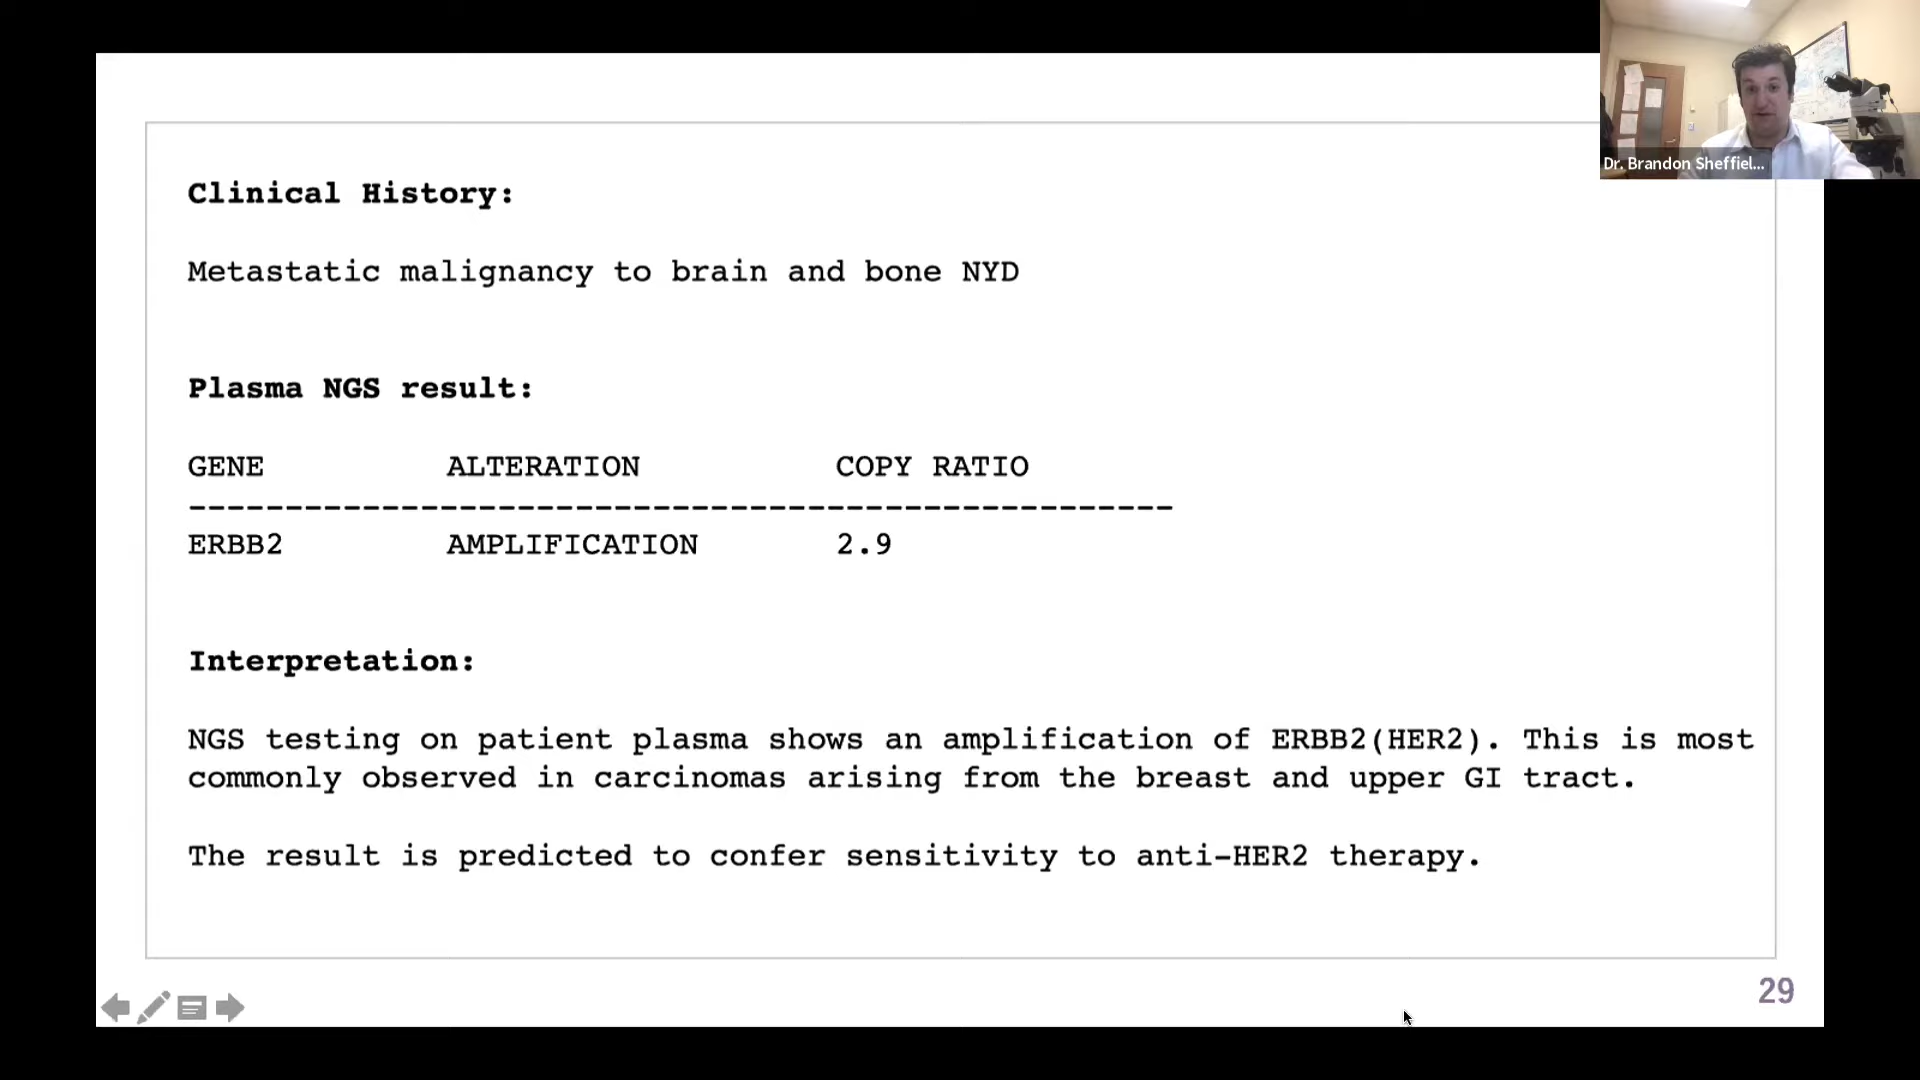 Dr. Brandon Sheffiel...
Clinical History:
Metastatic malignancy to brain and bone NYD
Plasma NGS result:
GENE ALTERATION COPY RATIO
---------------------------------------------------
ERBB2 AMPLIFICATION 2.9
Interpretation:
NGS testing on patient plasma shows an amplification of ERBB2(HER2). This is most
commonly observed in carcinomas arising from the breast and upper GI tract.
The result is predicted to confer sensitivity to anti-HER2 therapy.
29